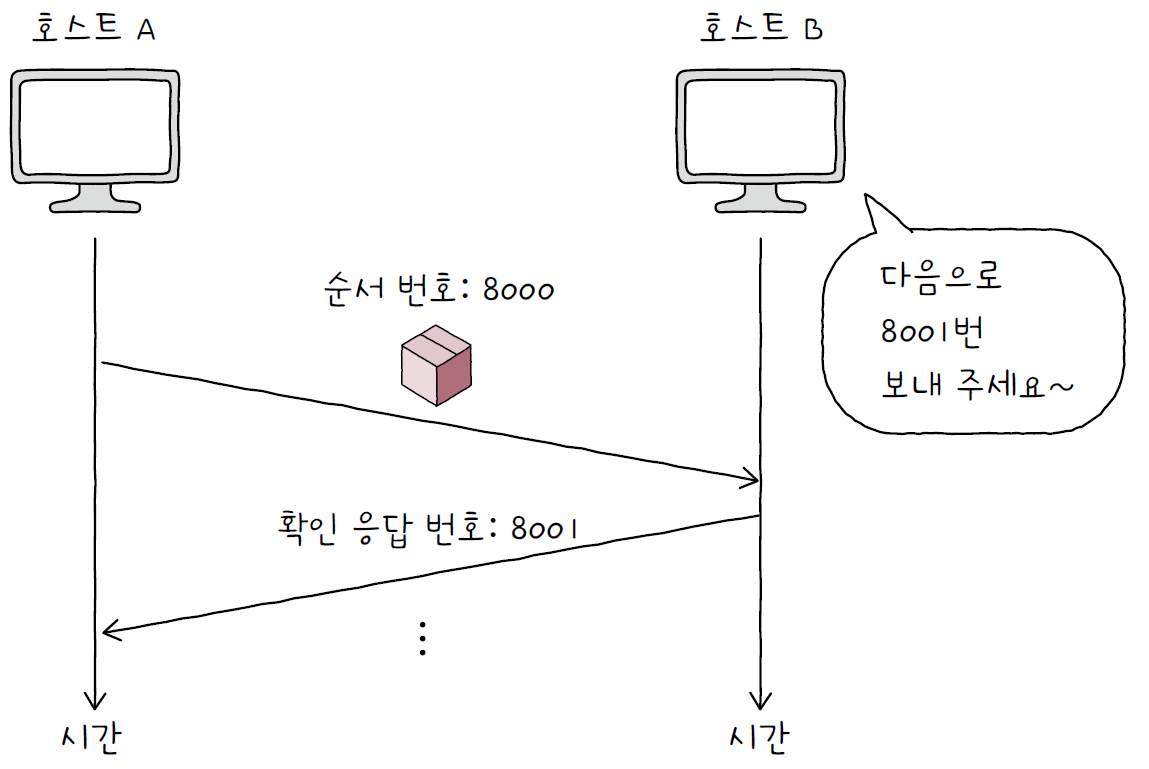 호스트 A
호스트 B
순서 번호: 8000
다음으로
8001번
보내 주세요~
확인 응답 번호: 8001
시간
시간